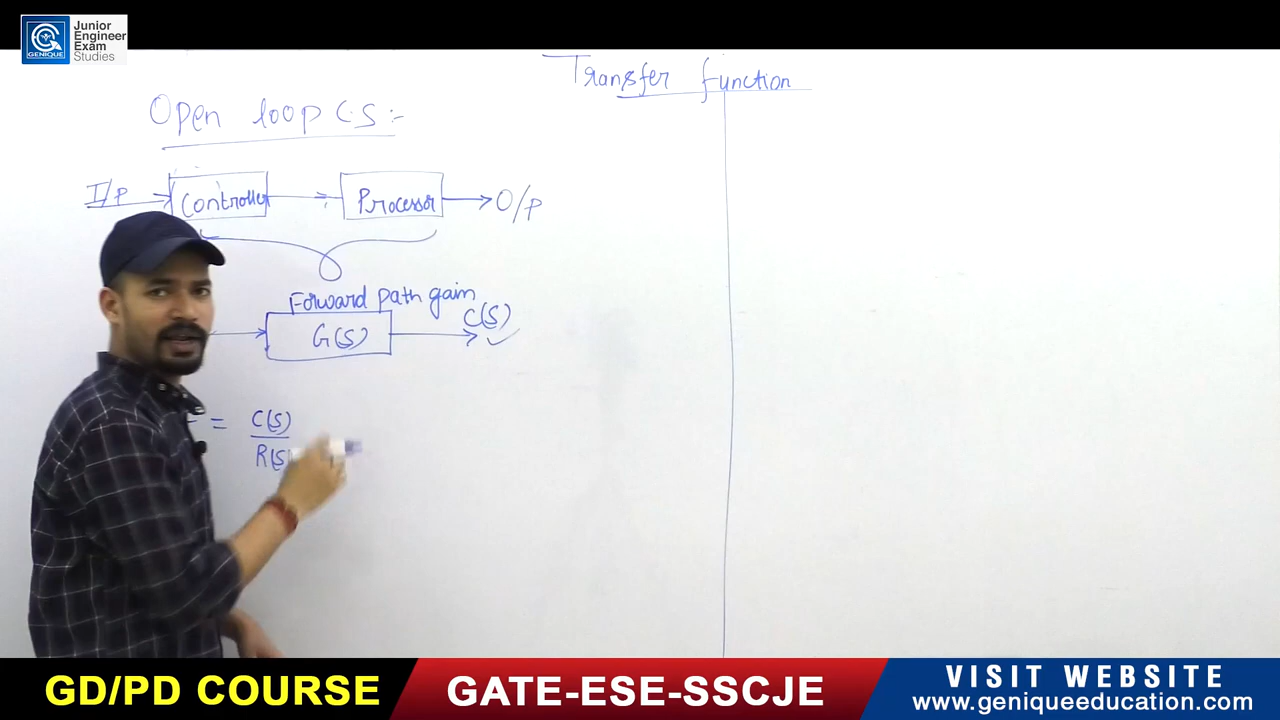 GENIQUE
Junior
Engineer
Exam
Studies
Transfer function
Open loop C.S :-
I/P
Controller
Processor
O/P
Forward path gain
G(S)
C(S)
= C(S)
R(S)
GD/PD COURSE
GATE-ESE-SSCJE
VISIT WEBSITE
www.geniqueeducation.com